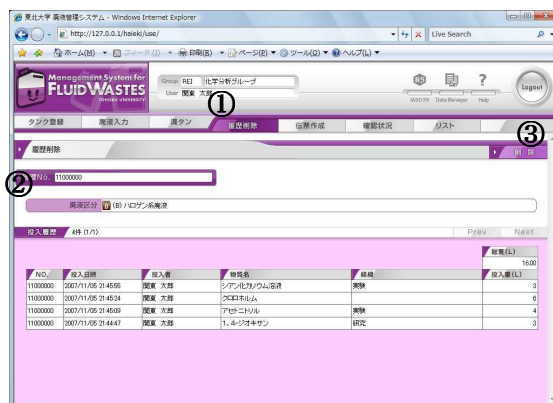 東北大学 廃液管理システム - Windows Internet Explorer
http://127.0.0.1/haieki/use/
Live Search
ホーム(M) フィード(J) 印刷(R) ページ(P) ツール(O) ヘルプ(L)
Management System for
FLUID WASTES
TOHOKU UNIVERSITY
Group REI 化学分析グループ
User 関東 太郎
IASO R6 Data Manager Help
Logout
①
タンク登録 廃液入力 満タン 履歴削除 伝票作成 確認状況 リスト
③
履歴削除
削 除
②
No. 11000000
廃液区分 (B) ハロゲン系廃液
投入履歴 4件 (1/1)
Prev Next
総量(L)
16.00
NO. 投入日時 投入者 物質名 経緯 投入量(L)
11000000 2007/11/05 21:45:55 関東 太郎 シアン化カリウム溶液 実験 3
11000000 2007/11/05 21:45:24 関東 太郎 クロロホルム 6
11000000 2007/11/05 21:45:09 関東 太郎 アセトニトリル 実験 4
11000000 2007/11/05 21:44:47 関東 太郎 1, 4-ジオキサン 研究 3